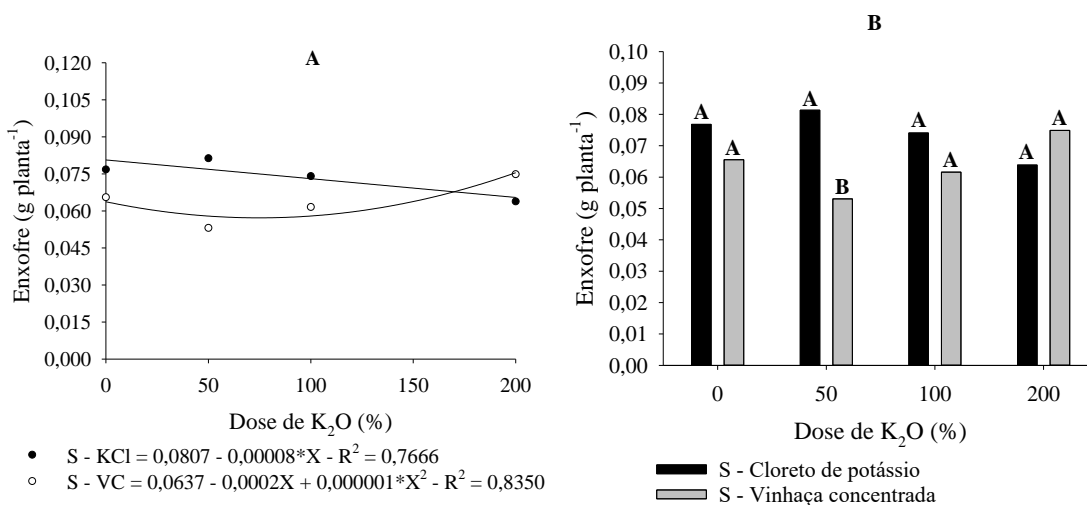 A
Enxofre (g planta⁻¹)
0,120
0,105
0,090
0,075
0,060
0,045
0,030
0,015
0,000
0 50 100 150 200
Dose de K₂O (%)
S - KCl = 0,0807 - 0,00008*X - R² = 0,7666
S - VC = 0,0637 - 0,0002X + 0,000001*X² - R² = 0,8350
B
Enxofre (g planta⁻¹)
0,10
0,09
0,08
0,07
0,06
0,05
0,04
0,03
0,02
0,01
0,00
A A A B A A A A
0 50 100 200
Dose de K₂O (%)
S - Cloreto de potássio
S - Vinhaça concentrada